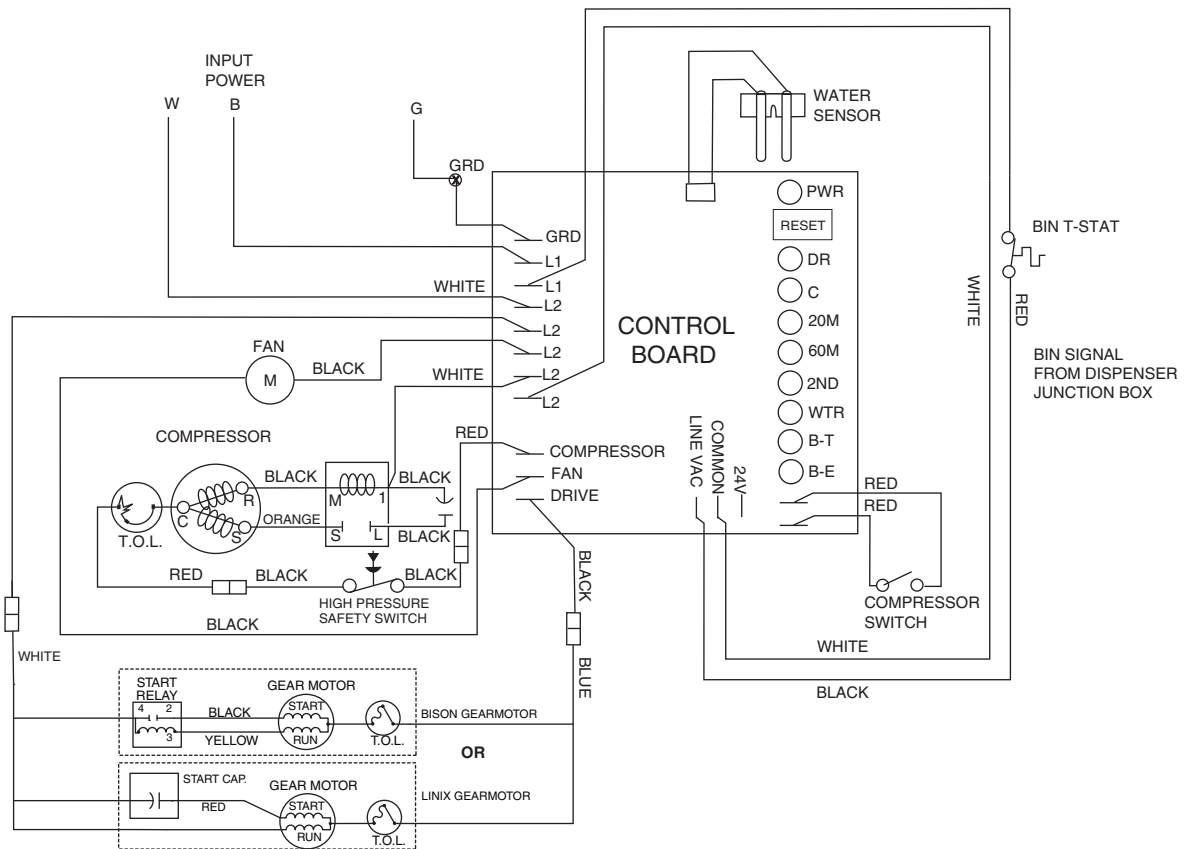 INPUT
POWER
W
B
G
GRD
WATER
SENSOR
PWR
RESET
DR
C
20M
60M
2ND
WTR
B-T
B-E
GRD
L1
L1
WHITE
L2
L2
L2
WHITE
L2
L2
CONTROL
BOARD
BIN T-STAT
WHITE
RED
BIN SIGNAL
FROM DISPENSER
JUNCTION BOX
FAN
M
BLACK
COMPRESSOR
RED
COMPRESSOR
FAN
DRIVE
LINE VAC
COMMON
24V
RED
RED
COMPRESSOR
SWITCH
BLACK
BLACK
R
M
1
C
S
ORANGE
S
L
BLACK
T.O.L.
RED
BLACK
BLACK
HIGH PRESSURE
SAFETY SWITCH
BLACK
BLACK
BLUE
WHITE
BLACK
WHITE
START
RELAY
4
2
3
BLACK
YELLOW
GEAR MOTOR
START
RUN
T.O.L.
BISON GEARMOTOR
OR
START CAP.
RED
GEAR MOTOR
START
RUN
T.O.L.
LINIX GEARMOTOR